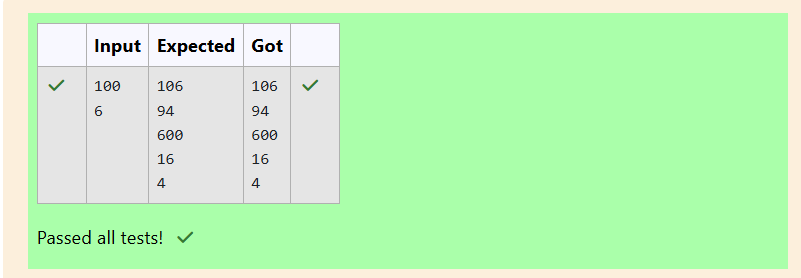 Input Expected Got
100 106 106
6 94 94
600 600
16 16
4 4
Passed all tests!